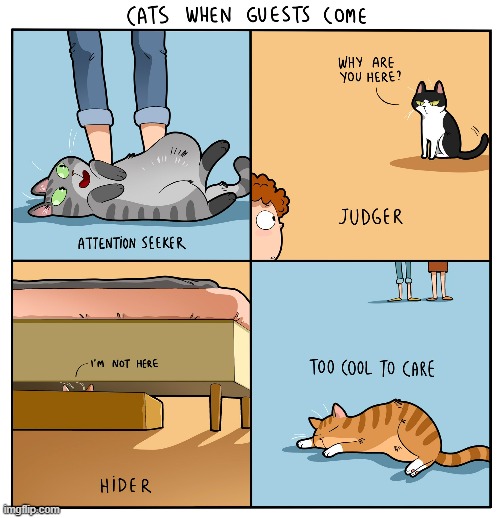 CATS WHEN GUESTS COME
ATTENTION SEEKER
WHY ARE
YOU HERE?
JUDGER
I'M NOT HERE
HIDER
TOO COOL TO CARE
imgflip.com